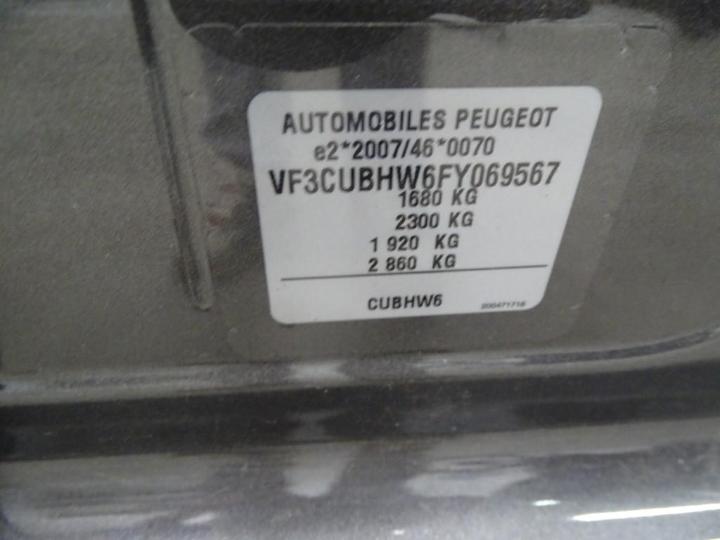 AUTOMOBILES PEUGEOT
e2*2007/46*0070
VF3CUBHW6FY069567
1680 KG
2300 KG
1 920 KG
2 860 KG
CUBHW6